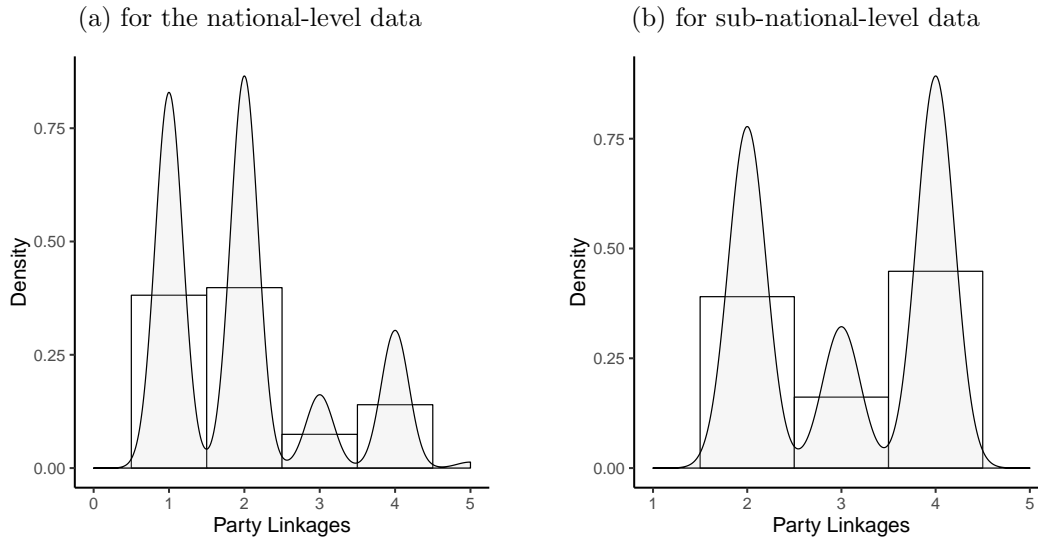 (a) for the national-level data
0.75
0.50
0.25
0.00
Density
0 1 2 3 4 5
Party Linkages
(b) for sub-national-level data
0.75
0.50
0.25
0.00
Density
1 2 3 4 5
Party Linkages